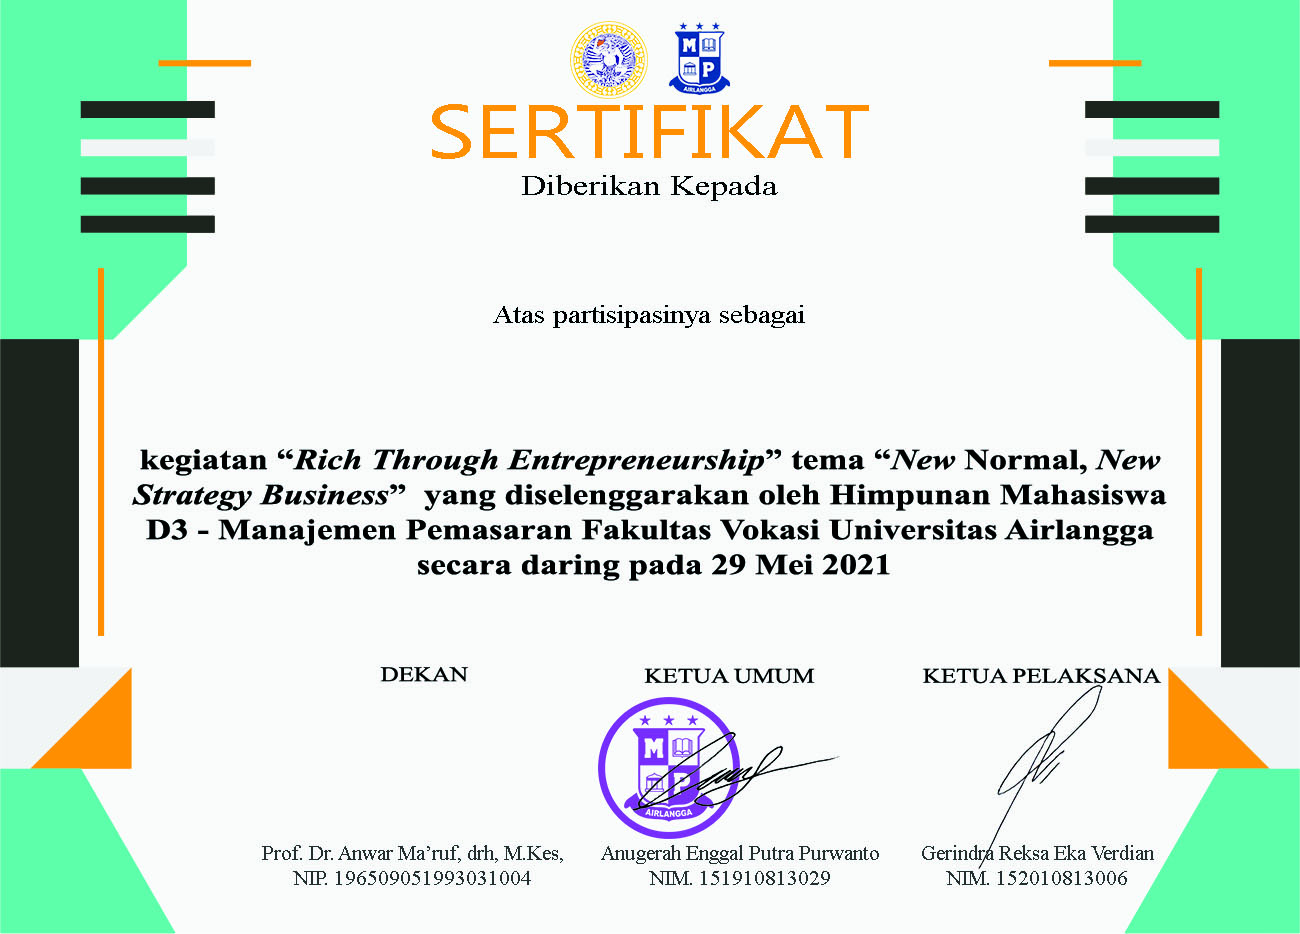 M
P
AIRLANGGA
SERTIFIKAT
Diberikan Kepada
Atas partisipasinya sebagai
kegiatan “Rich Through Entrepreneurship” tema “New Normal, New
Strategy Business” yang diselenggarakan oleh Himpunan Mahasiswa
D3 - Manajemen Pemasaran Fakultas Vokasi Universitas Airlangga
secara daring pada 29 Mei 2021
DEKAN
KETUA UMUM
KETUA PELAKSANA
M
P
AIRLANGGA
Prof. Dr. Anwar Ma’ruf, drh, M.Kes,
NIP. 196509051993031004
Anugerah Enggal Putra Purwanto
NIM. 151910813029
Gerindra Reksa Eka Verdian
NIM. 152010813006